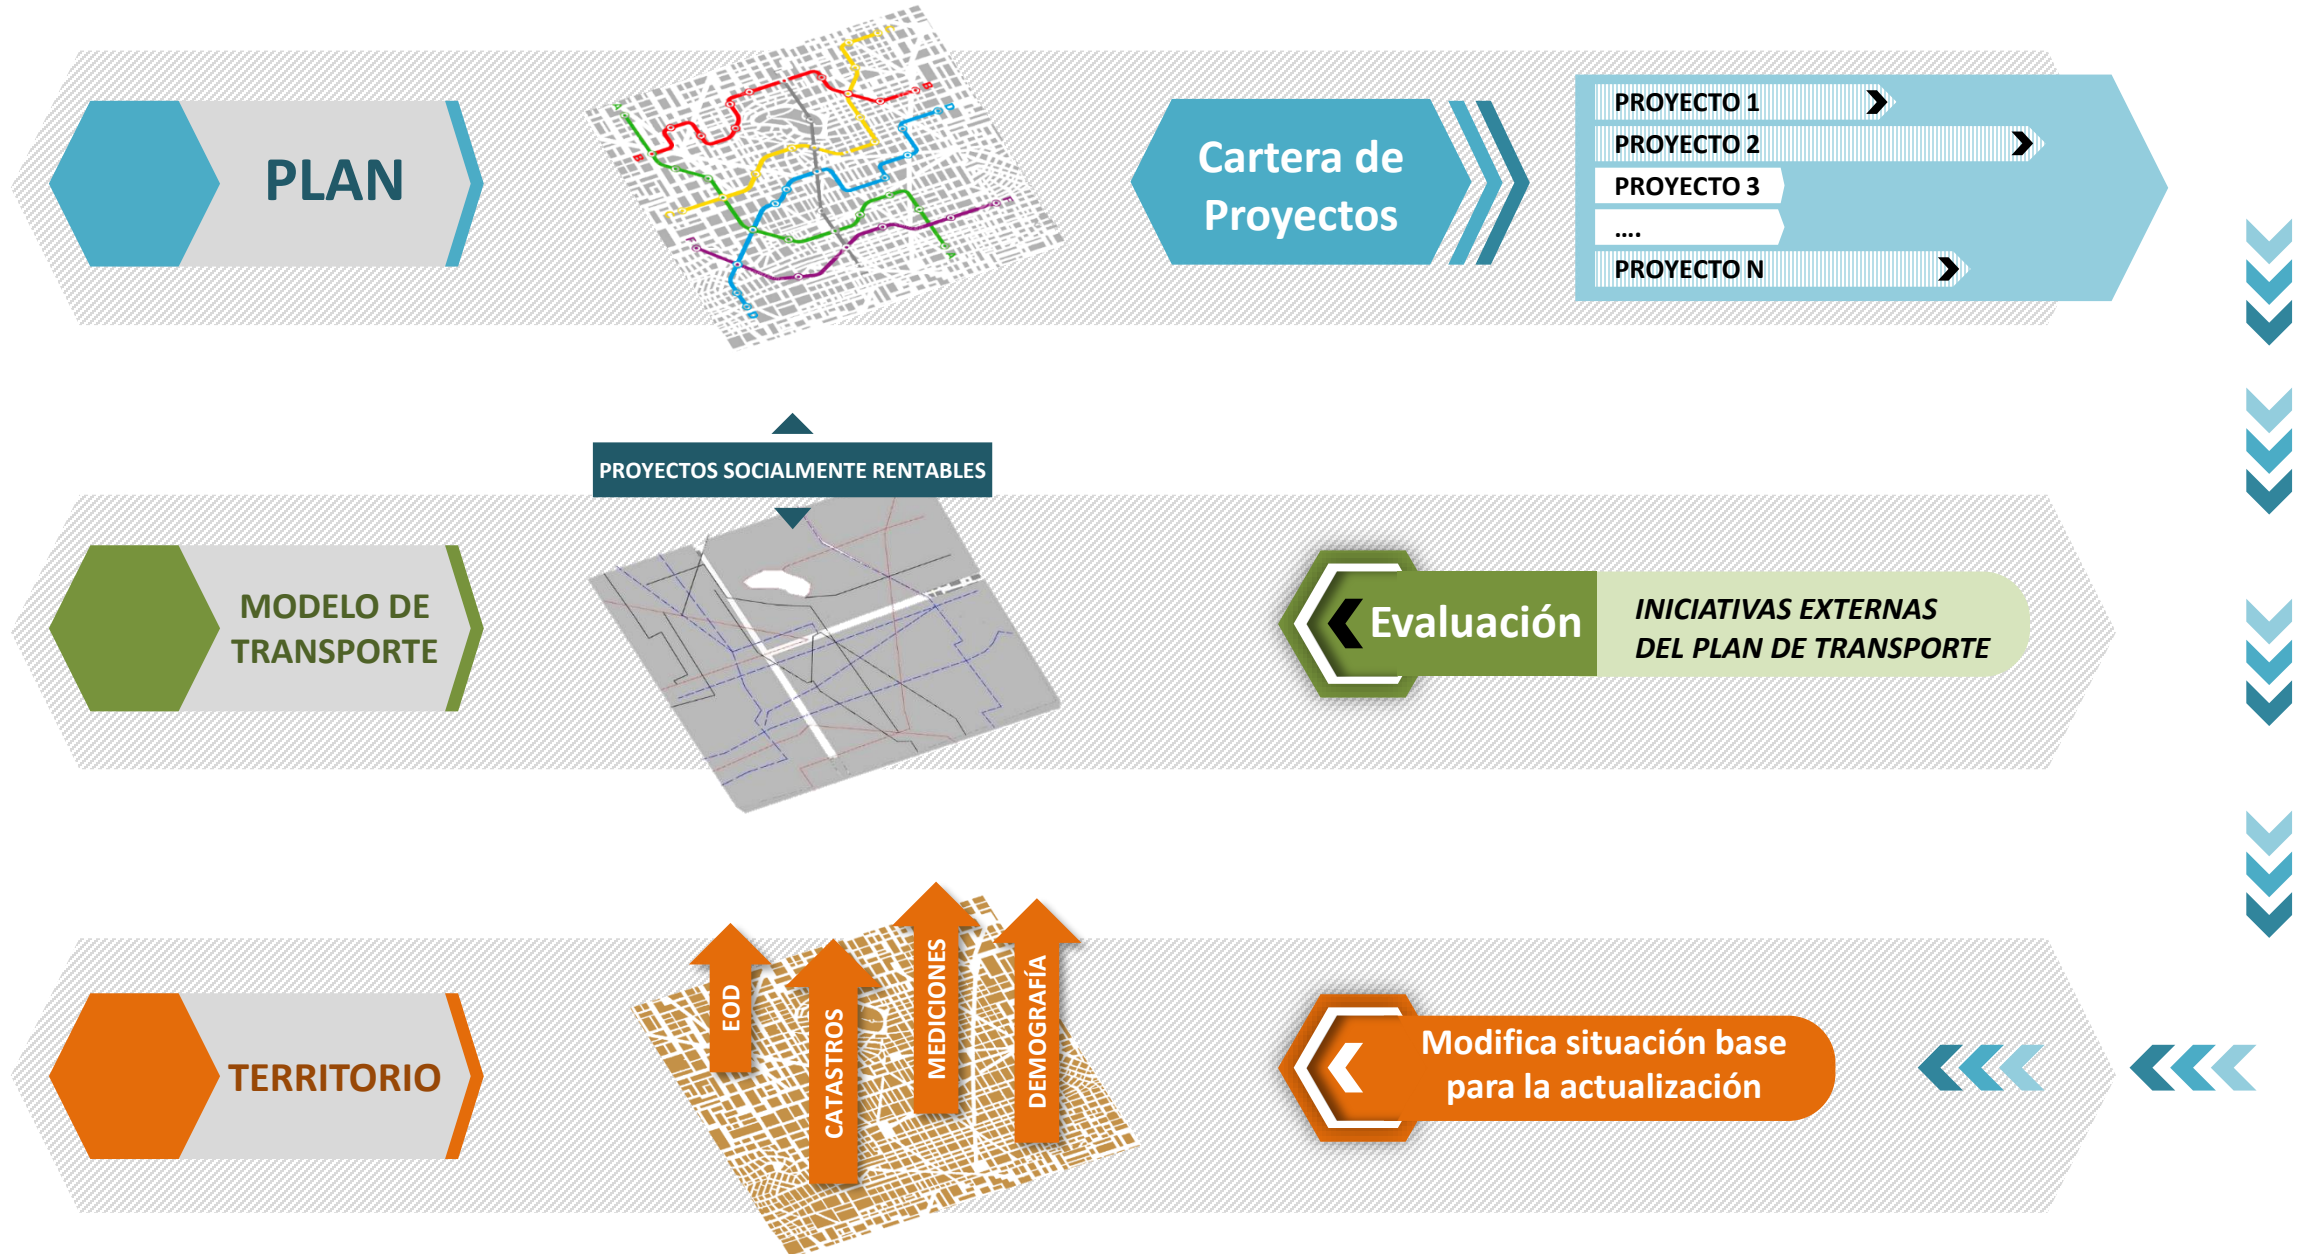 PLAN
Cartera de
Proyectos
PROYECTO 1
PROYECTO 2
PROYECTO 3
....
PROYECTO N
PROYECTOS SOCIALMENTE RENTABLES
MODELO DE
TRANSPORTE
Evaluación
INICIATIVAS EXTERNAS
DEL PLAN DE TRANSPORTE
TERRITORIO
EOD
CATASTROS
MEDICIONES
DEMOGRAFÍA
Modifica situación base
para la actualización